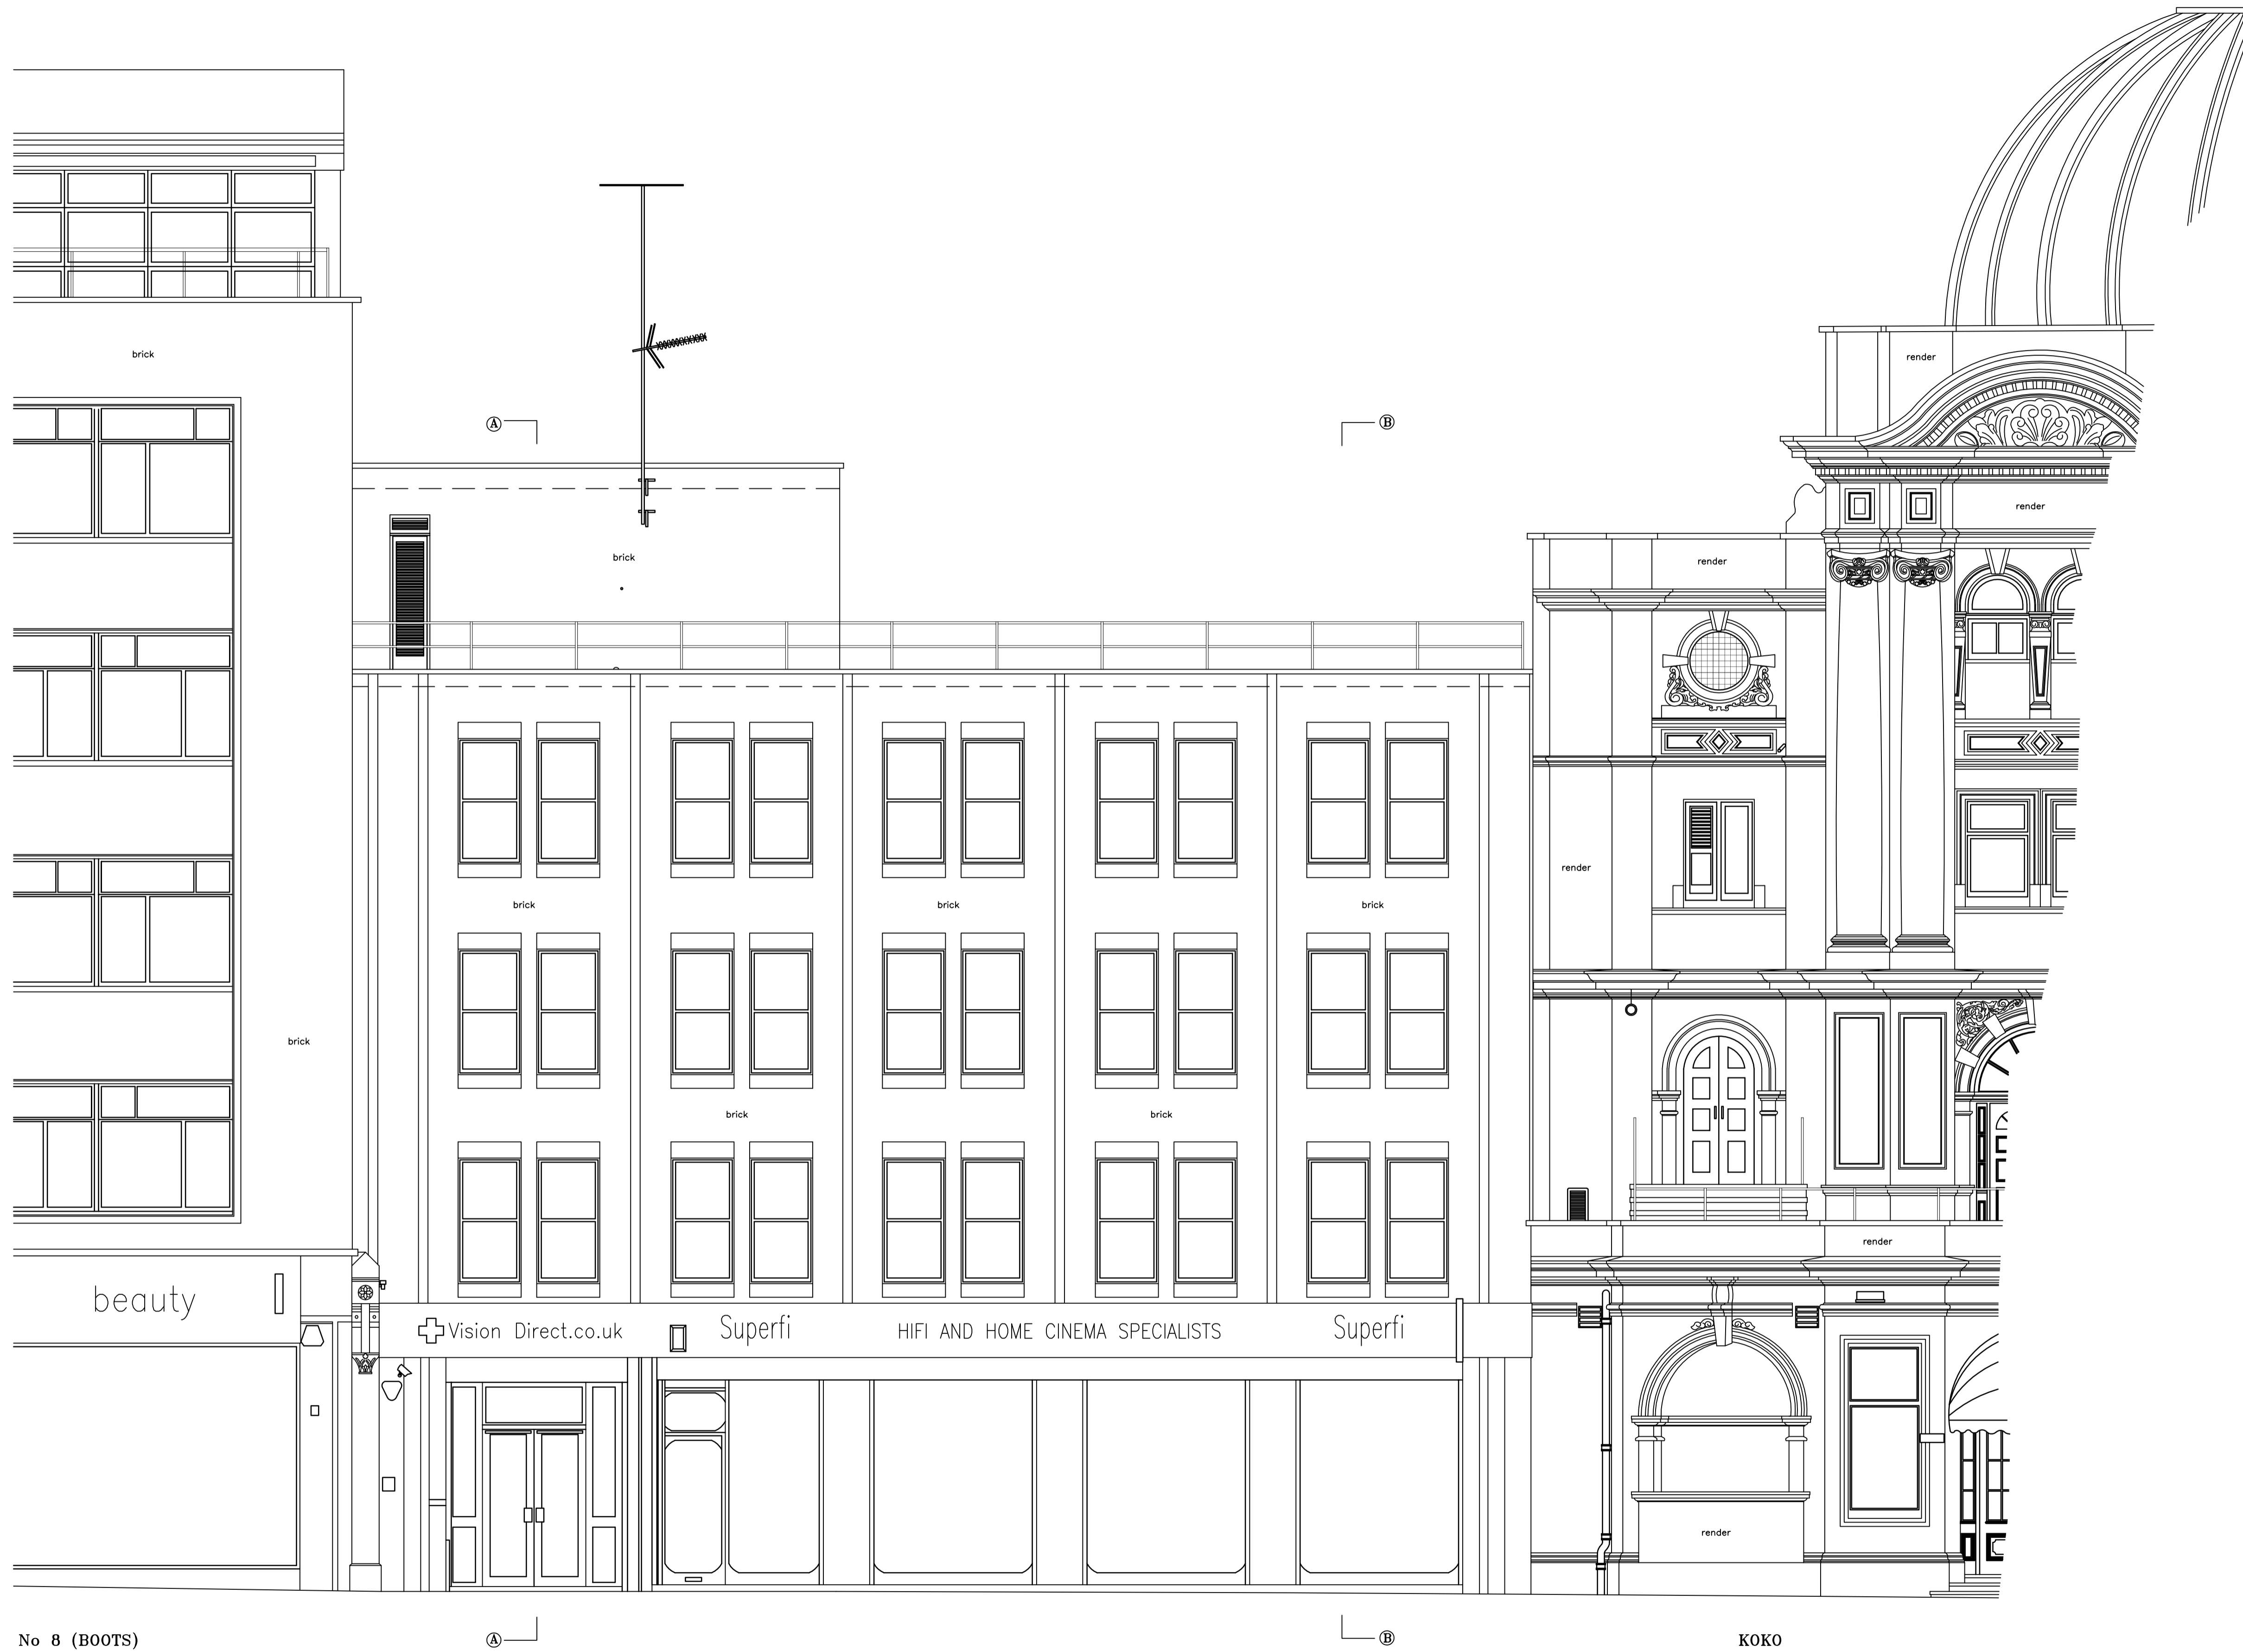 brick
render
A
B
render
brick
render
render
brick
brick
brick
brick
brick
brick
render
beauty
Vision Direct.co.uk
Superfi
HIFI AND HOME CINEMA SPECIALISTS
Superfi
render
A
B
No 8 (BOOTS)
KOKO